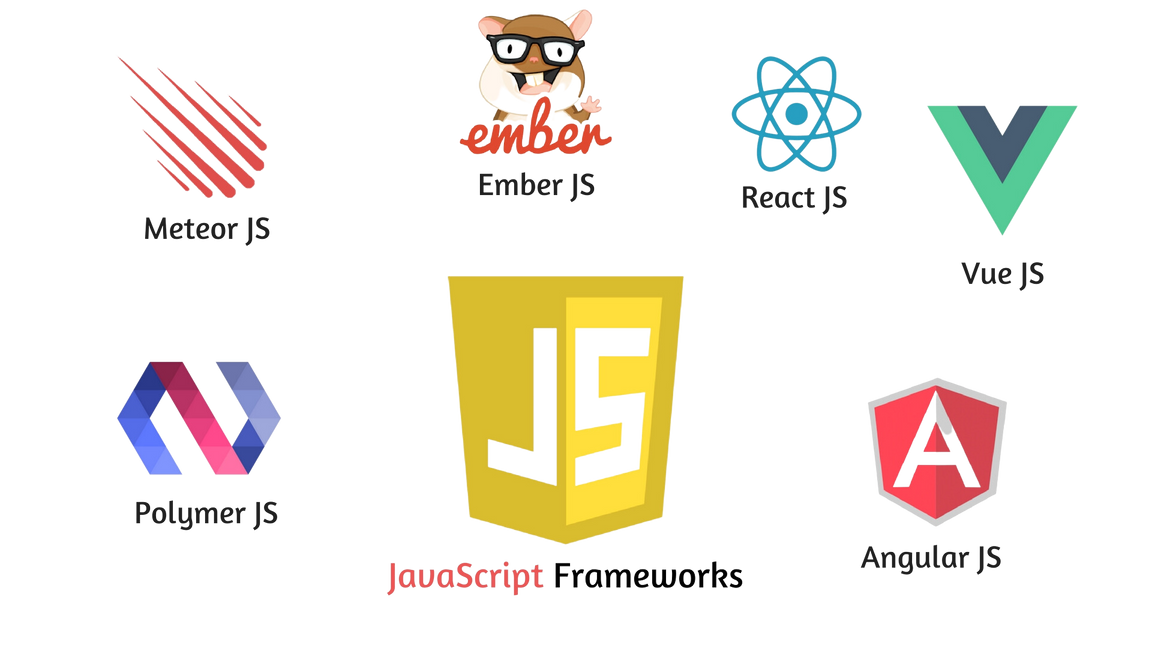 ember
Ember JS
React JS
Meteor JS
Vue JS
JS
A
Polymer JS
Angular JS
JavaScript Frameworks